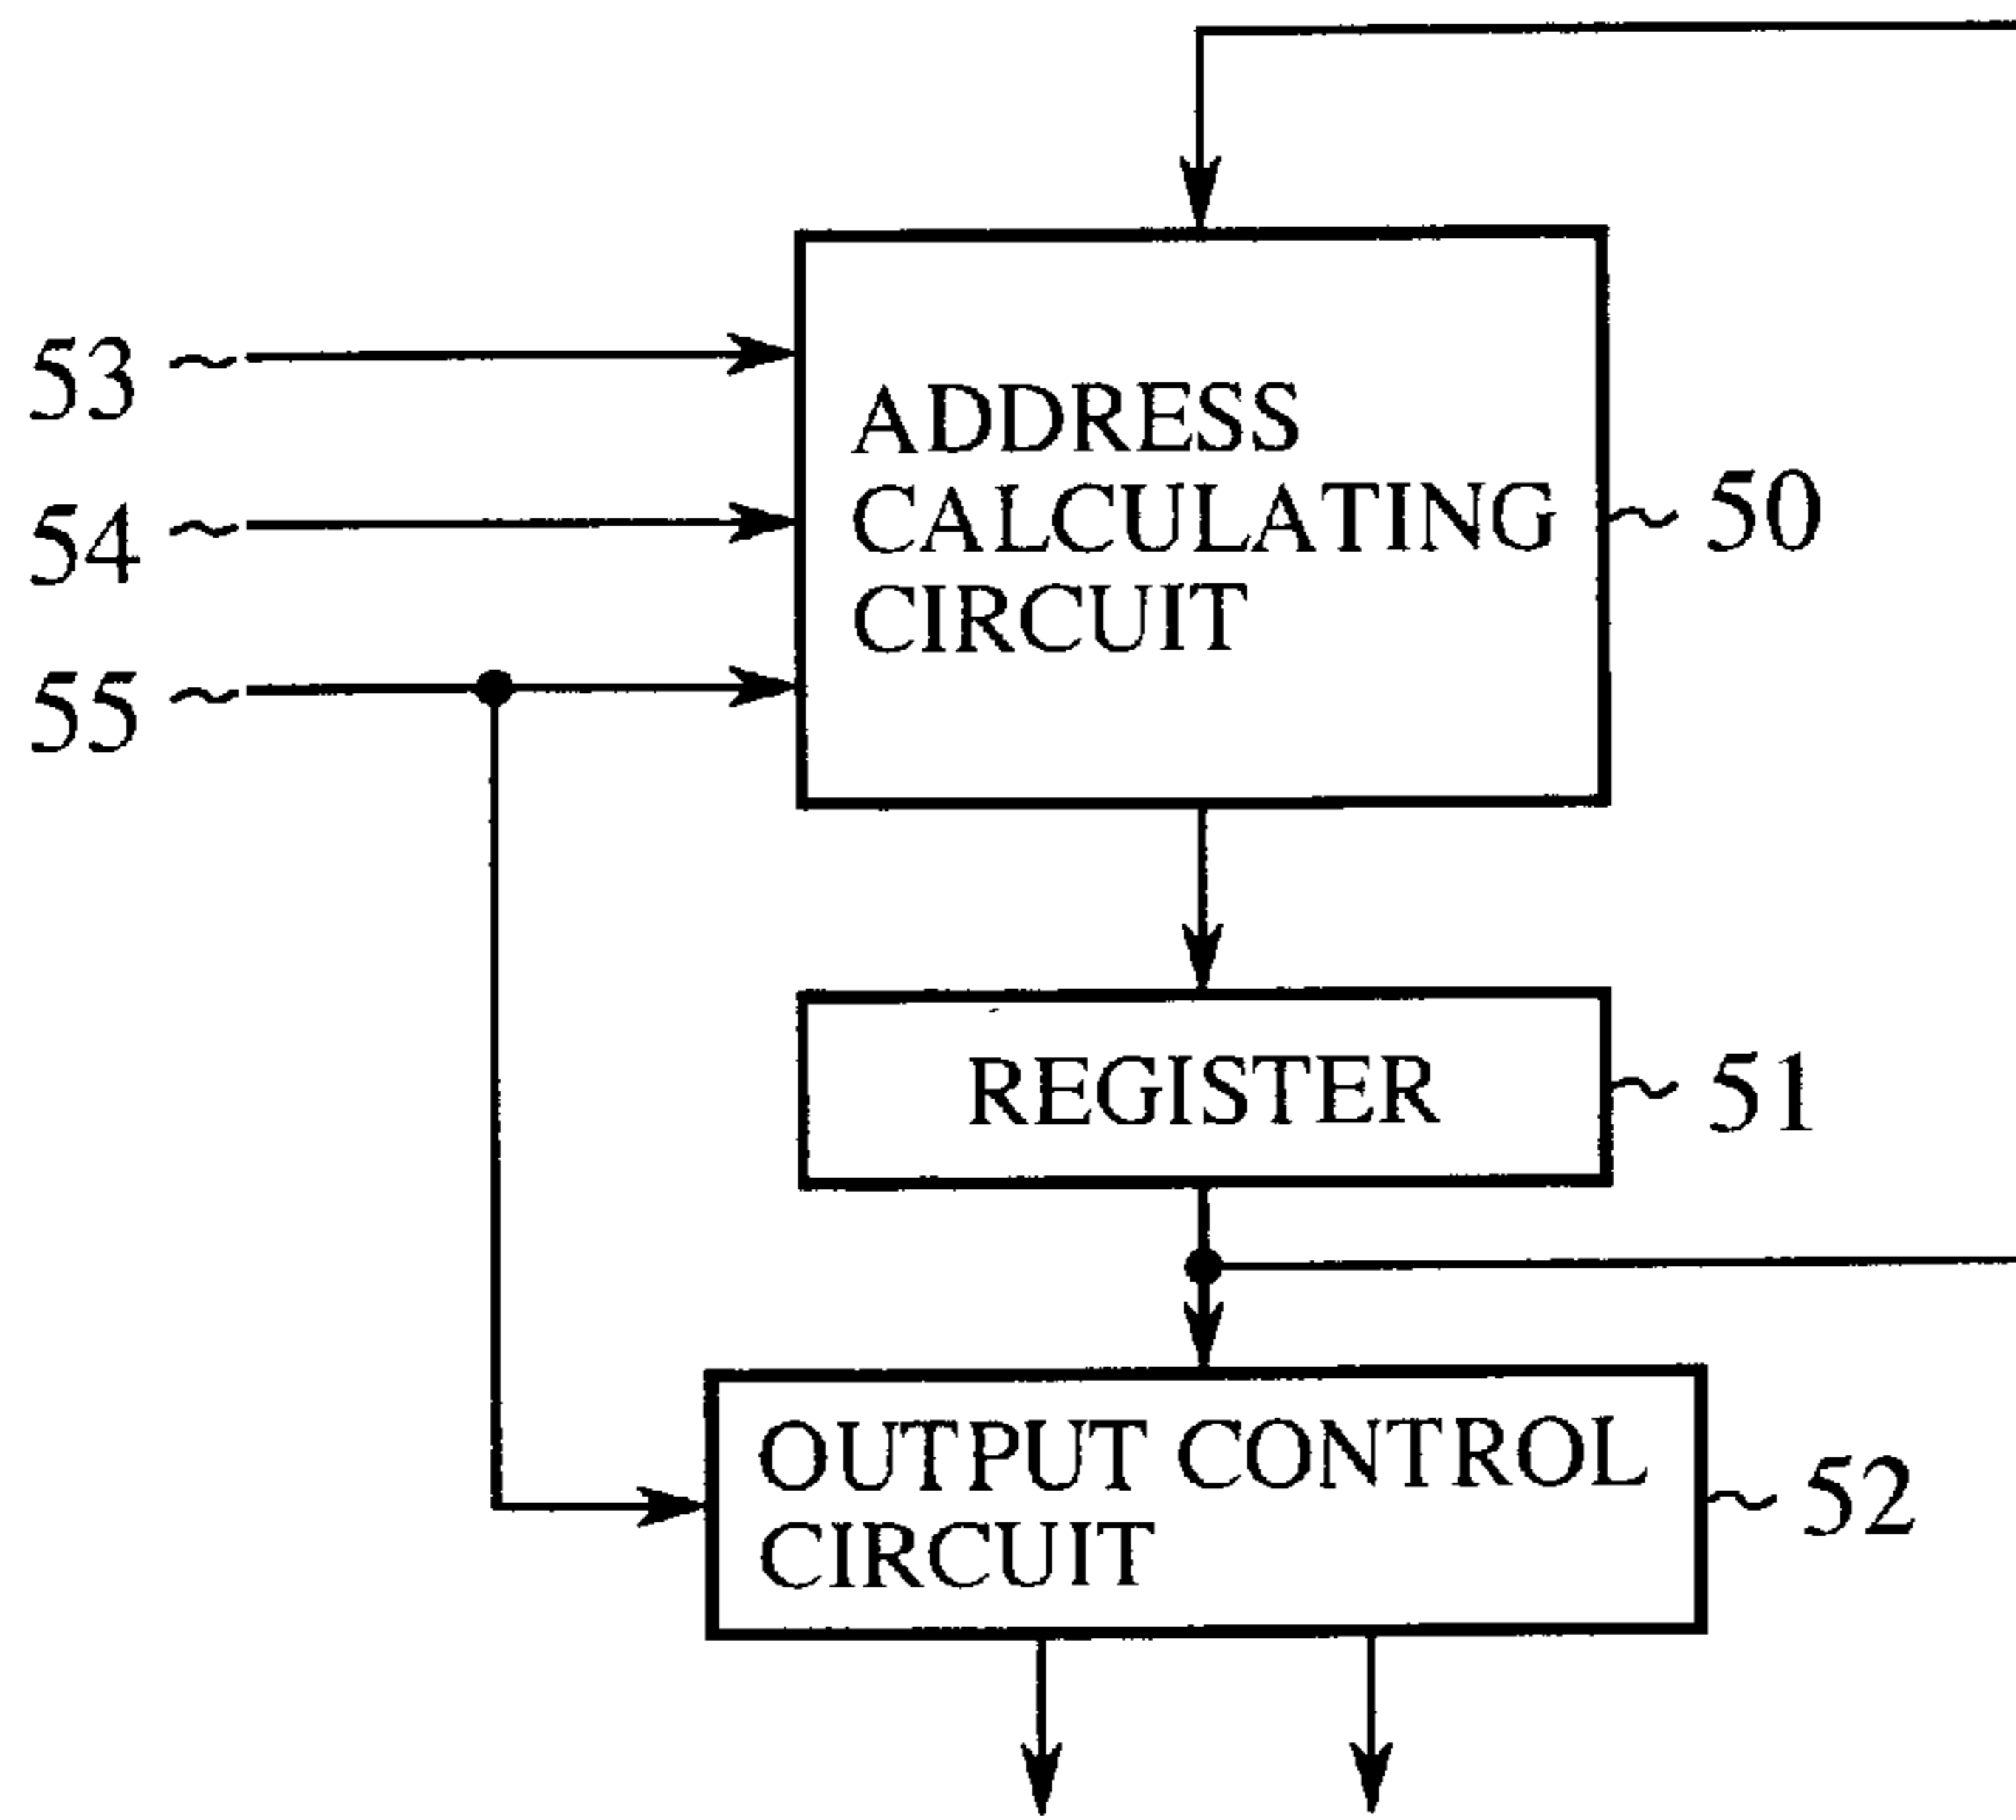 53
ADDRESS
CALCULATING
CIRCUIT
50
54
55
REGISTER
51
OUTPUT CONTROL
CIRCUIT
52